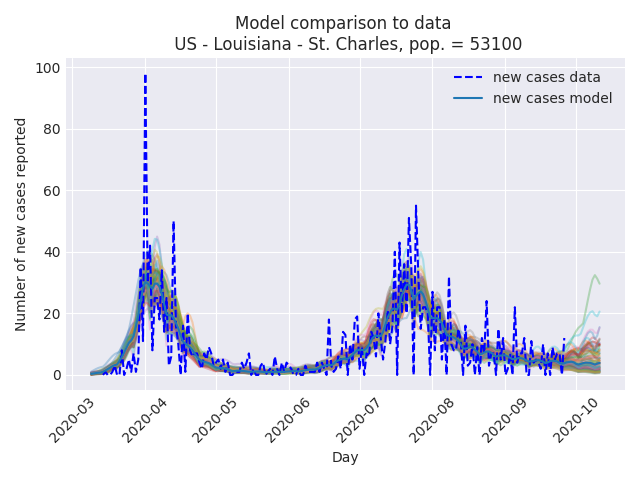 Model comparison to data
US - Louisiana - St. Charles, pop. = 53100
new cases data
new cases model
Number of new cases reported
100
80
60
40
20
0
2020-03
2020-04
2020-05
2020-06
2020-07
2020-08
2020-09
2020-10
Day